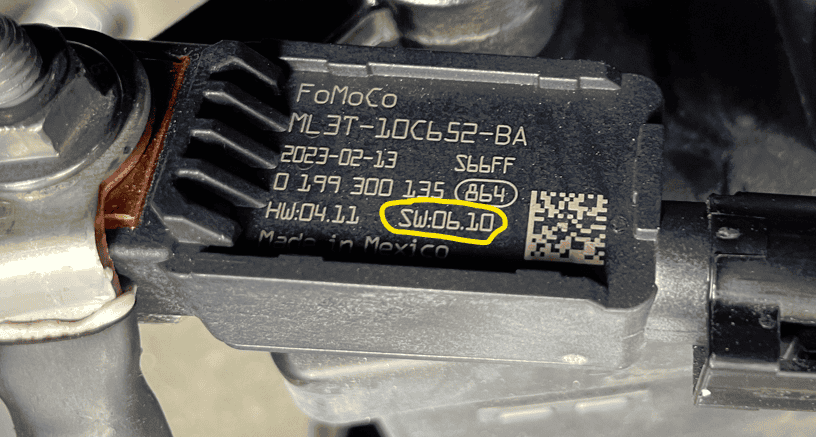 FoMoCo
ML3T-10C652-BA
2023-02-13 S66FF
0 199 300 135 864
HW:04.11 SW:06.10
Made in Mexico